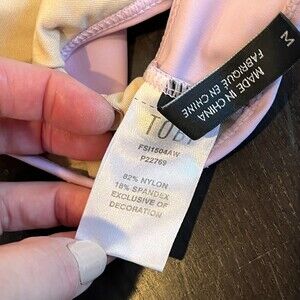 M
MADE IN CHINA
FABRIQUE EN CHINE
FSI1504AW
P22769
82% NYLON
18% SPANDEX
EXCLUSIVE OF
DECORATION